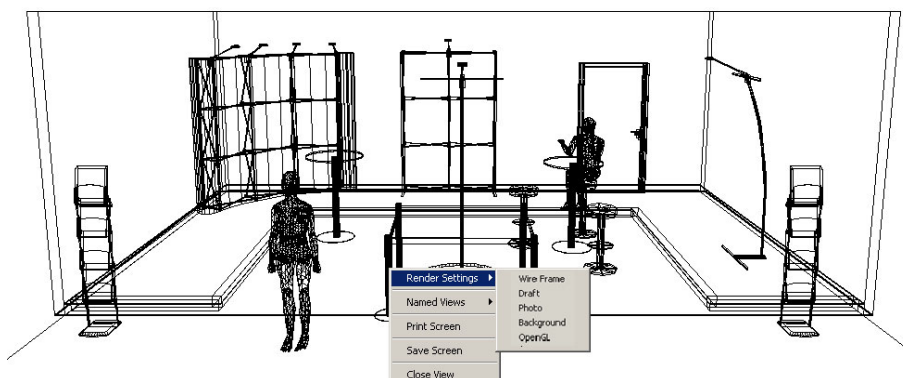 Render Settings
Named Views
Print Screen
Save Screen
Close View
Wire Frame
Draft
Photo
Background
OpenGL